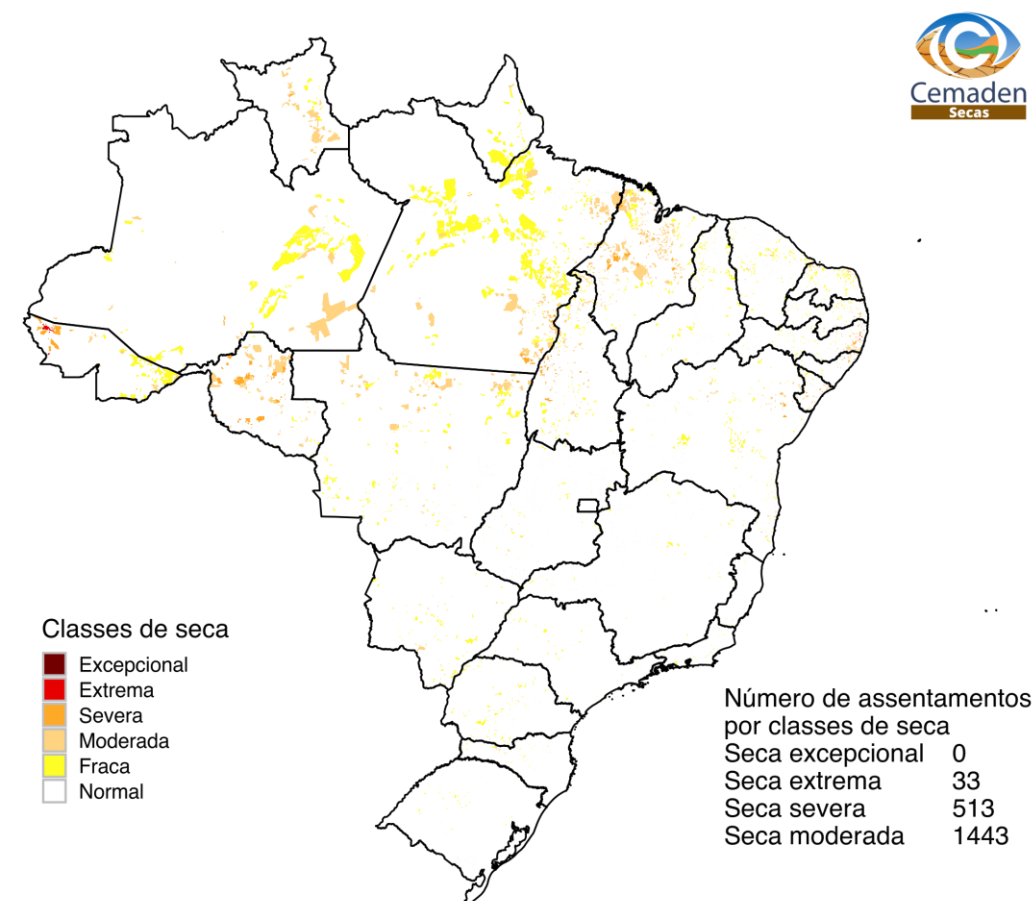 Cemaden
Secas
Classes de seca
Excepcional
Extrema
Severa
Moderada
Fraca
Normal
Número de assentamentos
por classes de seca
Seca excepcional 0
Seca extrema 33
Seca severa 513
Seca moderada 1443